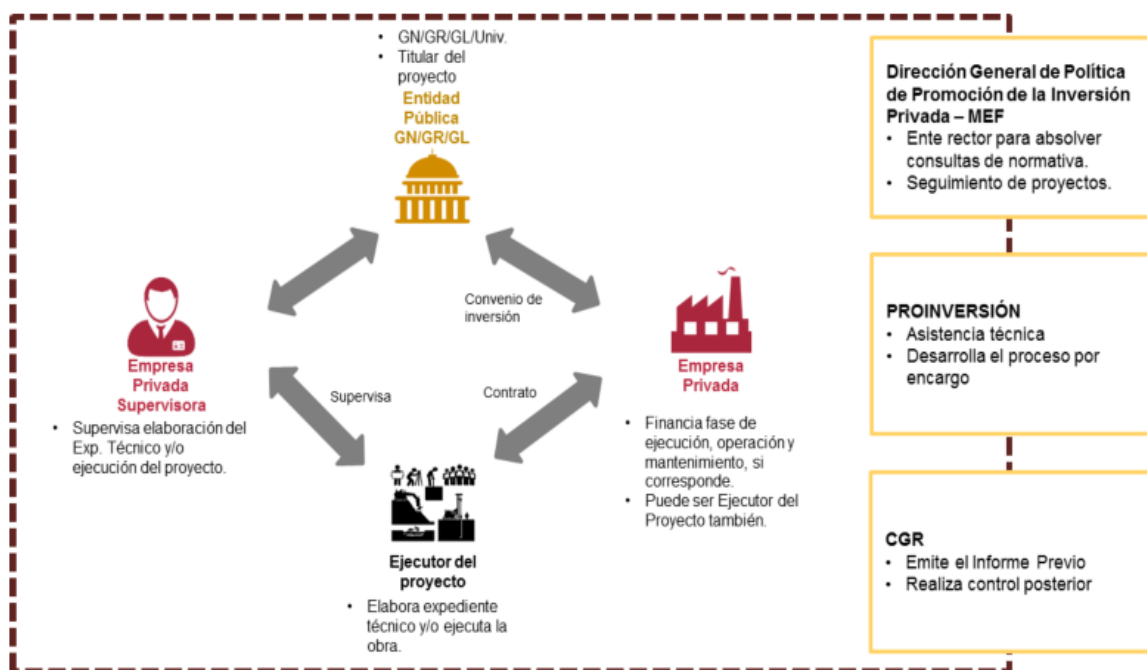 • GN/GR/GL/Univ.
• Titular del
proyecto
Entidad
Pública
GN/GR/GL
Convenio de
inversión
Empresa
Privada
Supervisora
• Supervisa elaboración del
Exp. Técnico y/o
ejecución del proyecto.
Supervisa
Contrato
Empresa
Privada
• Financia fase de
ejecución, operación y
mantenimiento, si
corresponde.
• Puede ser Ejecutor del
Proyecto también.
Ejecutor del
proyecto
• Elabora expediente
técnico y/o ejecuta la
obra.
Dirección General de Política
de Promoción de la Inversión
Privada – MEF
• Ente rector para absolver
consultas de normativa.
• Seguimiento de proyectos.
PROINVERSIÓN
• Asistencia técnica
• Desarrolla el proceso por
encargo
CGR
• Emite el Informe Previo
• Realiza control posterior